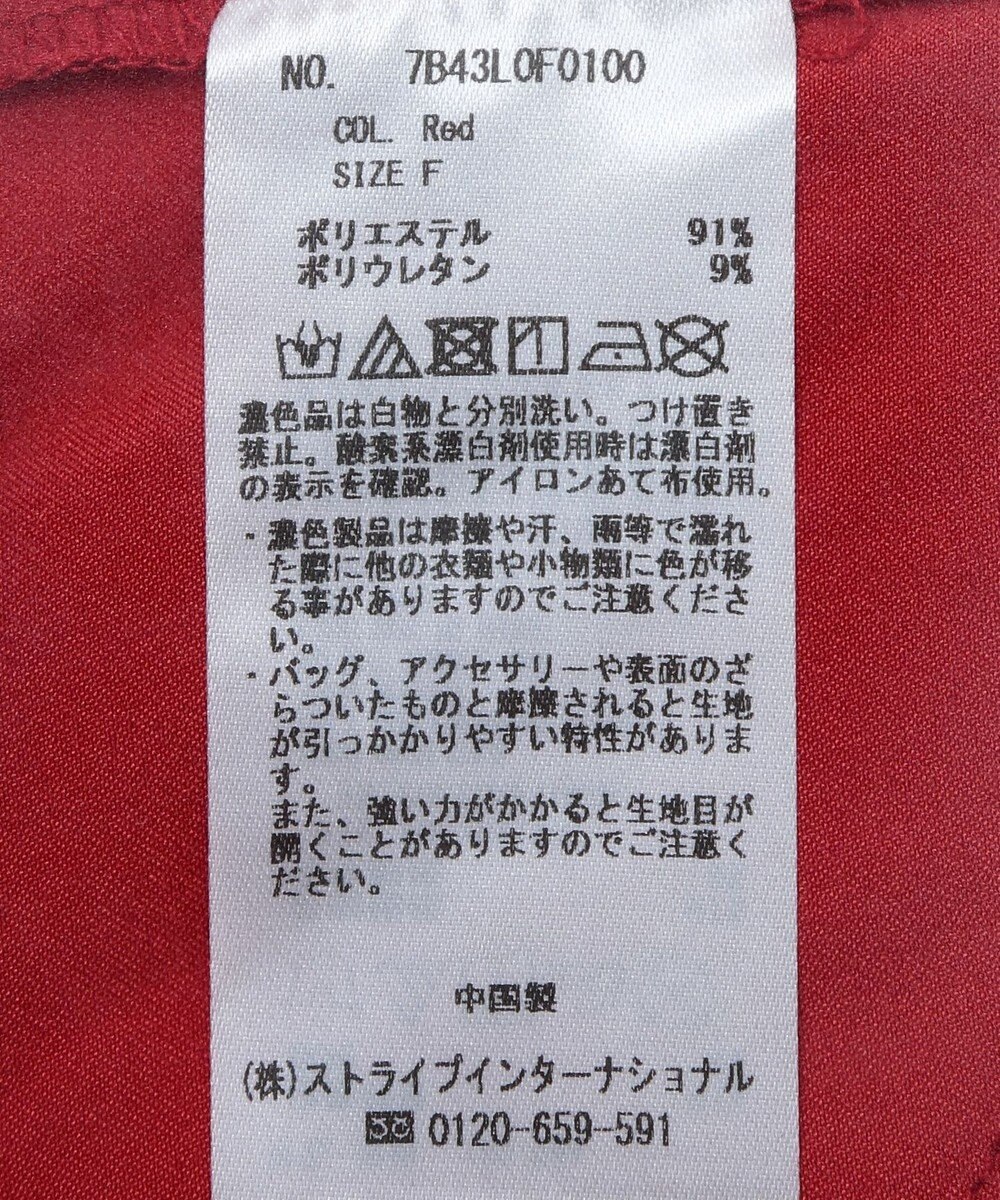 NO. 7B43L0F0100
COL. Red
SIZE F
ポリエステル 91%
ポリウレタン 9%
濃色品は白物と分別洗い。つけ置き
禁止。酸素系漂白剤使用時は漂白剤
の表示を確認。アイロンあて布使用。
・濃色製品は摩擦や汗、雨等で濡れ
た際に他の衣類や小物類に色が移
る事がありますのでご注意くださ
い。
・バッグ、アクセサリーや表面のざ
らついたものと摩擦されると生地
が引っかかりやすい特性がありま
す。
また、強い力がかかると生地目が
開くことがありますのでご注意く
ださい。
中国製
(株)ストライプインターナショナル
0120-659-591